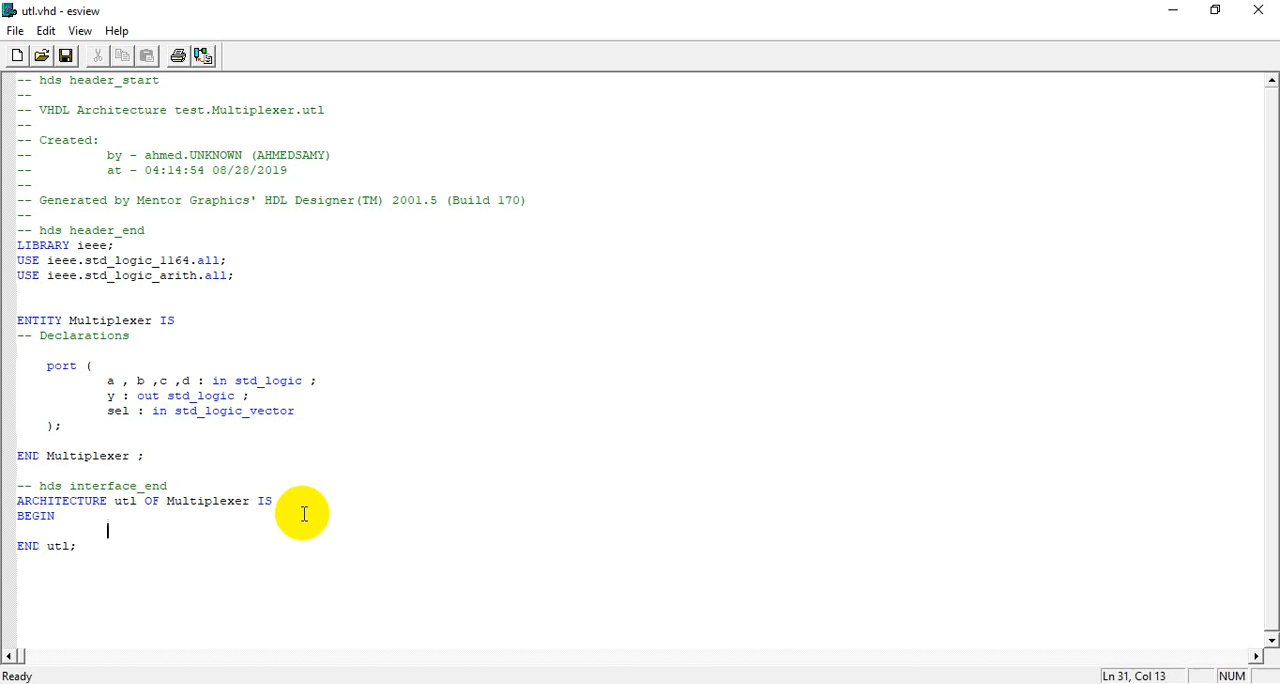 utl.vhd - esview
File Edit View Help
-- hds header_start
--
-- VHDL Architecture test.Multiplexer.utl
--
-- Created:
-- by - ahmed.UNKNOWN (AHMEDSAMY)
-- at - 04:14:54 08/28/2019
--
-- Generated by Mentor Graphics' HDL Designer(TM) 2001.5 (Build 170)
--
-- hds header_end
LIBRARY ieee;
USE ieee.std_logic_1164.all;
USE ieee.std_logic_arith.all;
ENTITY Multiplexer IS
-- Declarations
port (
a , b ,c ,d : in std_logic ;
y : out std_logic ;
sel : in std_logic_vector
);
END Multiplexer ;
-- hds interface_end
ARCHITECTURE utl OF Multiplexer IS
BEGIN
END utl;
Ready Ln 31, Col 13 NUM